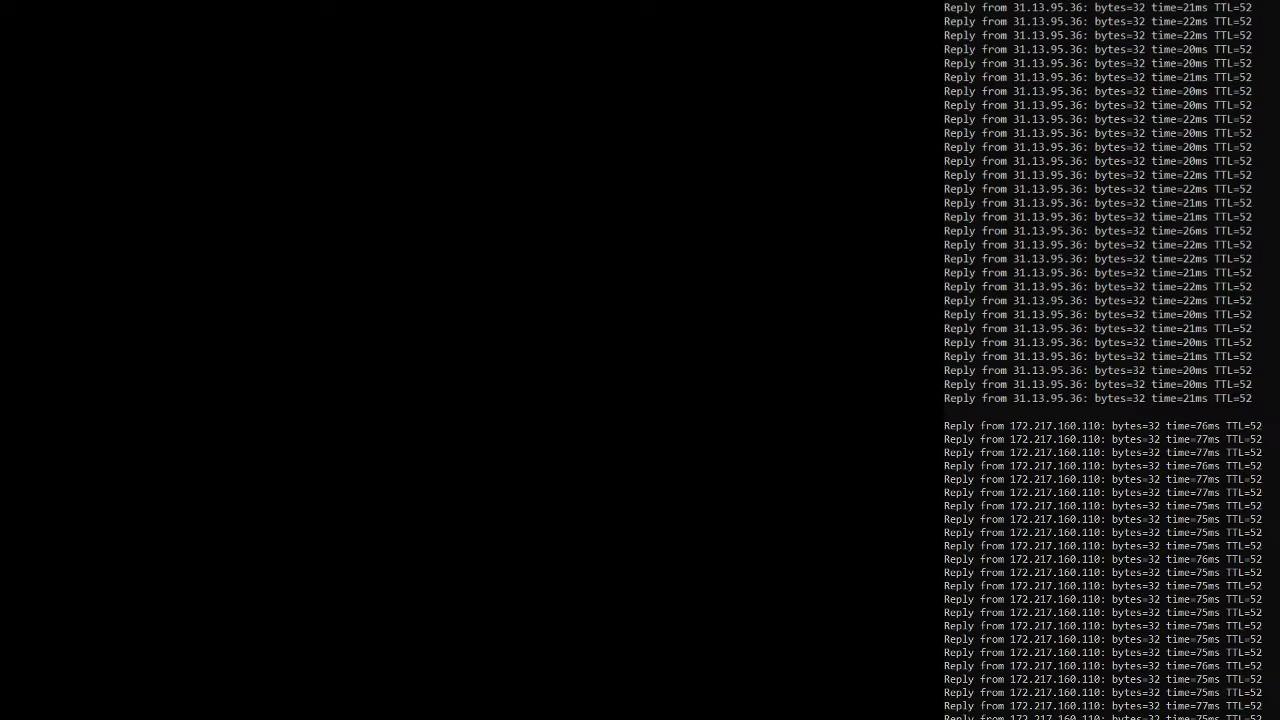 Reply from 31.13.95.36: bytes=32 time=21ms TTL=52
Reply from 31.13.95.36: bytes=32 time=22ms TTL=52
Reply from 31.13.95.36: bytes=32 time=22ms TTL=52
Reply from 31.13.95.36: bytes=32 time=20ms TTL=52
Reply from 31.13.95.36: bytes=32 time=20ms TTL=52
Reply from 31.13.95.36: bytes=32 time=21ms TTL=52
Reply from 31.13.95.36: bytes=32 time=20ms TTL=52
Reply from 31.13.95.36: bytes=32 time=20ms TTL=52
Reply from 31.13.95.36: bytes=32 time=22ms TTL=52
Reply from 31.13.95.36: bytes=32 time=20ms TTL=52
Reply from 31.13.95.36: bytes=32 time=20ms TTL=52
Reply from 31.13.95.36: bytes=32 time=20ms TTL=52
Reply from 31.13.95.36: bytes=32 time=22ms TTL=52
Reply from 31.13.95.36: bytes=32 time=22ms TTL=52
Reply from 31.13.95.36: bytes=32 time=21ms TTL=52
Reply from 31.13.95.36: bytes=32 time=21ms TTL=52
Reply from 31.13.95.36: bytes=32 time=26ms TTL=52
Reply from 31.13.95.36: bytes=32 time=22ms TTL=52
Reply from 31.13.95.36: bytes=32 time=22ms TTL=52
Reply from 31.13.95.36: bytes=32 time=21ms TTL=52
Reply from 31.13.95.36: bytes=32 time=22ms TTL=52
Reply from 31.13.95.36: bytes=32 time=22ms TTL=52
Reply from 31.13.95.36: bytes=32 time=20ms TTL=52
Reply from 31.13.95.36: bytes=32 time=21ms TTL=52
Reply from 31.13.95.36: bytes=32 time=20ms TTL=52
Reply from 31.13.95.36: bytes=32 time=21ms TTL=52
Reply from 31.13.95.36: bytes=32 time=20ms TTL=52
Reply from 31.13.95.36: bytes=32 time=20ms TTL=52
Reply from 31.13.95.36: bytes=32 time=21ms TTL=52
Reply from 172.217.160.110: bytes=32 time=76ms TTL=52
Reply from 172.217.160.110: bytes=32 time=77ms TTL=52
Reply from 172.217.160.110: bytes=32 time=77ms TTL=52
Reply from 172.217.160.110: bytes=32 time=76ms TTL=52
Reply from 172.217.160.110: bytes=32 time=77ms TTL=52
Reply from 172.217.160.110: bytes=32 time=77ms TTL=52
Reply from 172.217.160.110: bytes=32 time=75ms TTL=52
Reply from 172.217.160.110: bytes=32 time=75ms TTL=52
Reply from 172.217.160.110: bytes=32 time=75ms TTL=52
Reply from 172.217.160.110: bytes=32 time=75ms TTL=52
Reply from 172.217.160.110: bytes=32 time=76ms TTL=52
Reply from 172.217.160.110: bytes=32 time=75ms TTL=52
Reply from 172.217.160.110: bytes=32 time=75ms TTL=52
Reply from 172.217.160.110: bytes=32 time=75ms TTL=52
Reply from 172.217.160.110: bytes=32 time=75ms TTL=52
Reply from 172.217.160.110: bytes=32 time=75ms TTL=52
Reply from 172.217.160.110: bytes=32 time=75ms TTL=52
Reply from 172.217.160.110: bytes=32 time=vis TTL=52
Reply from 172.217.160.110: bytes=32 time=76ms TTL=52
Reply from 172.217.160.110: bytes=32 time=75ms TTL=52
Reply from 172.217.160.110: bytes=32 time=75ms TTL=52
Reply from 172.217.160.110: bytes=32 time=77ms TTL=52
Reply from 172.217.160.110: bytes=32 time=75ms TTL=52